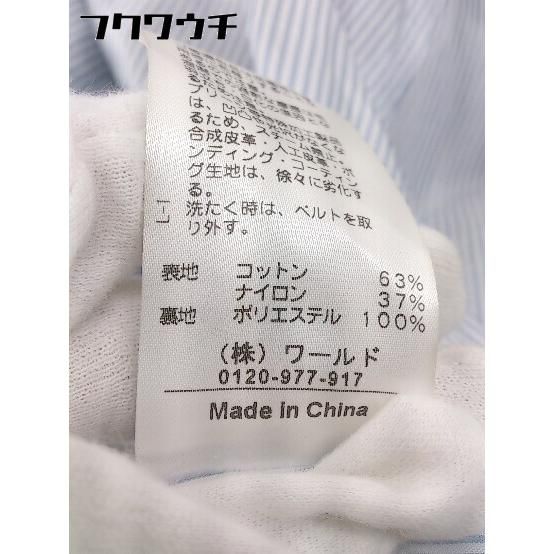 フクワウチ
合成皮革・人工皮革・ボ
ンディング・コーティン
グ生地は、徐々に劣化す
る。
洗たく時は、ベルトを取
り外す。
表地 コットン 63%
ナイロン 37%
裏地 ポリエステル 100%
(株) ワールド
0120-977-917
Made in China